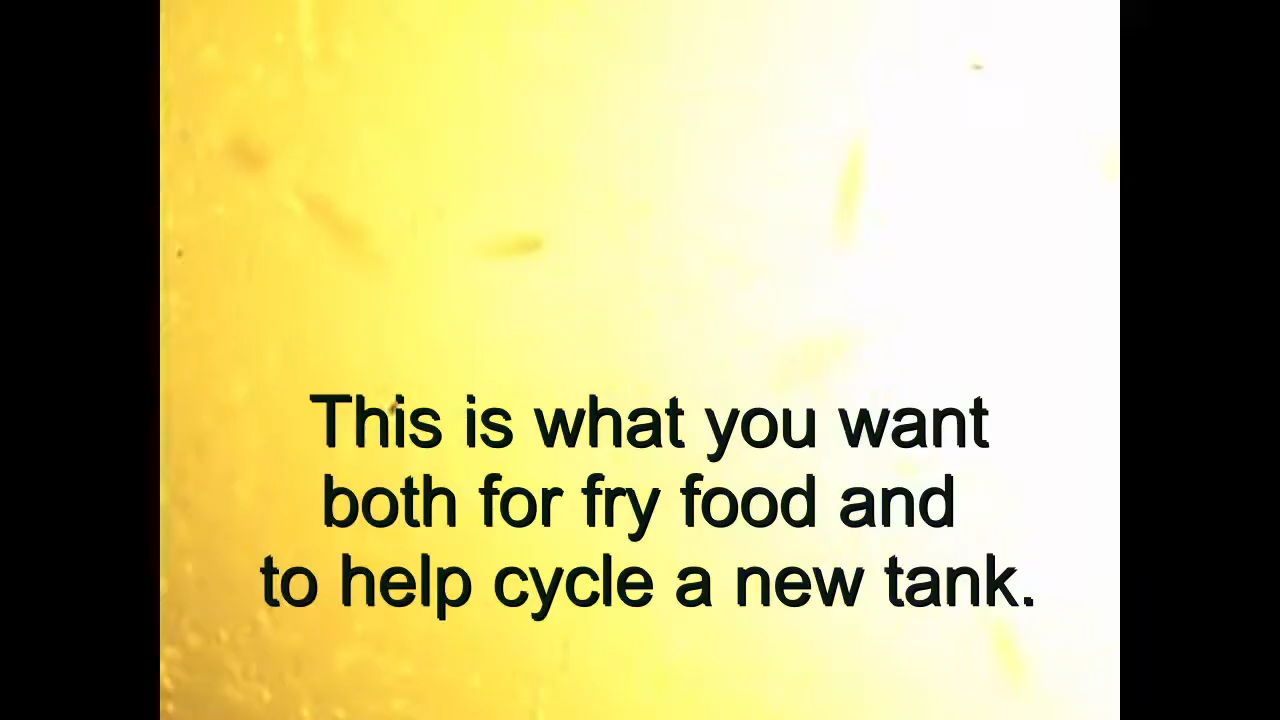 This is what you want
both for fry food and
to help cycle a new tank.